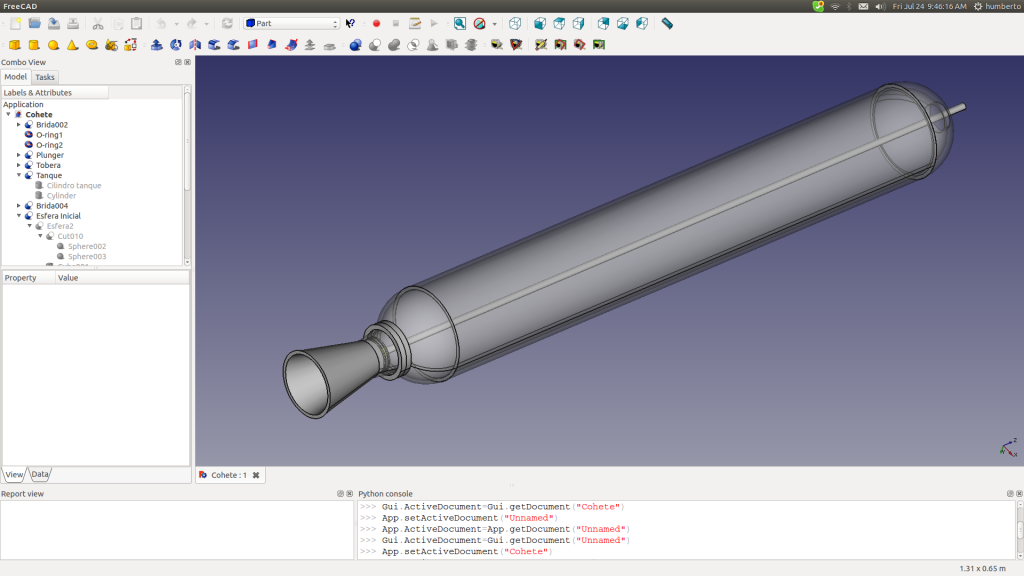 FreeCAD
Fri Jul 24 9:46:16 AM humberto
Part
Combo View
Model Tasks
Labels & Attributes
Application
Cohete
Brida002
O-ring1
O-ring2
Plunger
Tobera
Tanque
Cilindro tanque
Cylinder
Brida004
Esfera Inicial
Esfera2
Cut010
Sphere002
Sphere003
Property Value
View Data
Cohete : 1
Z
Y
X
Report view
Python console
>>> Gui.ActiveDocument=Gui.getDocument("Cohete")
>>> App.setActiveDocument("Unnamed")
>>> App.ActiveDocument=App.getDocument("Unnamed")
>>> Gui.ActiveDocument=Gui.getDocument("Unnamed")
>>> App.setActiveDocument("Cohete")
1.31 x 0.65 m